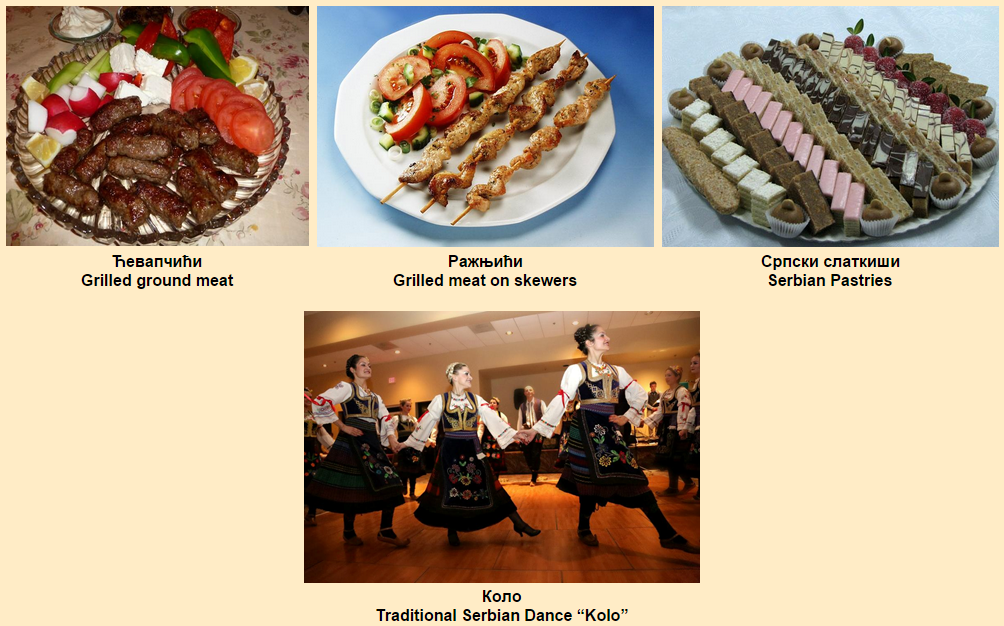 Ћевапчићи
Grilled ground meat
Ражњићи
Grilled meat on skewers
Српски слаткиши
Serbian Pastries
Коло
Traditional Serbian Dance “Kolo”